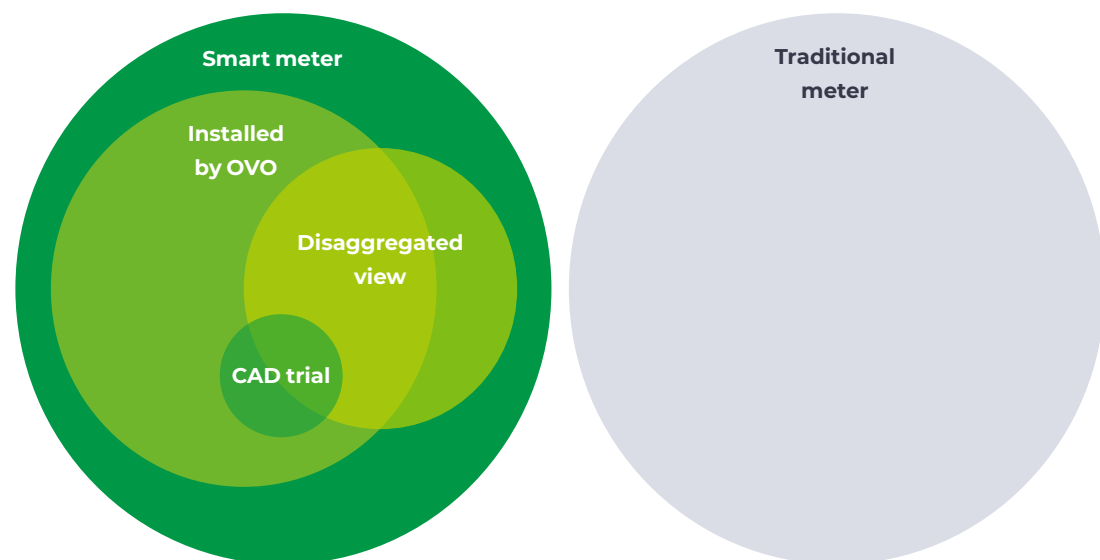 Smart meter
Installed
by OVO
Disaggregated
view
CAD trial
Traditional
meter